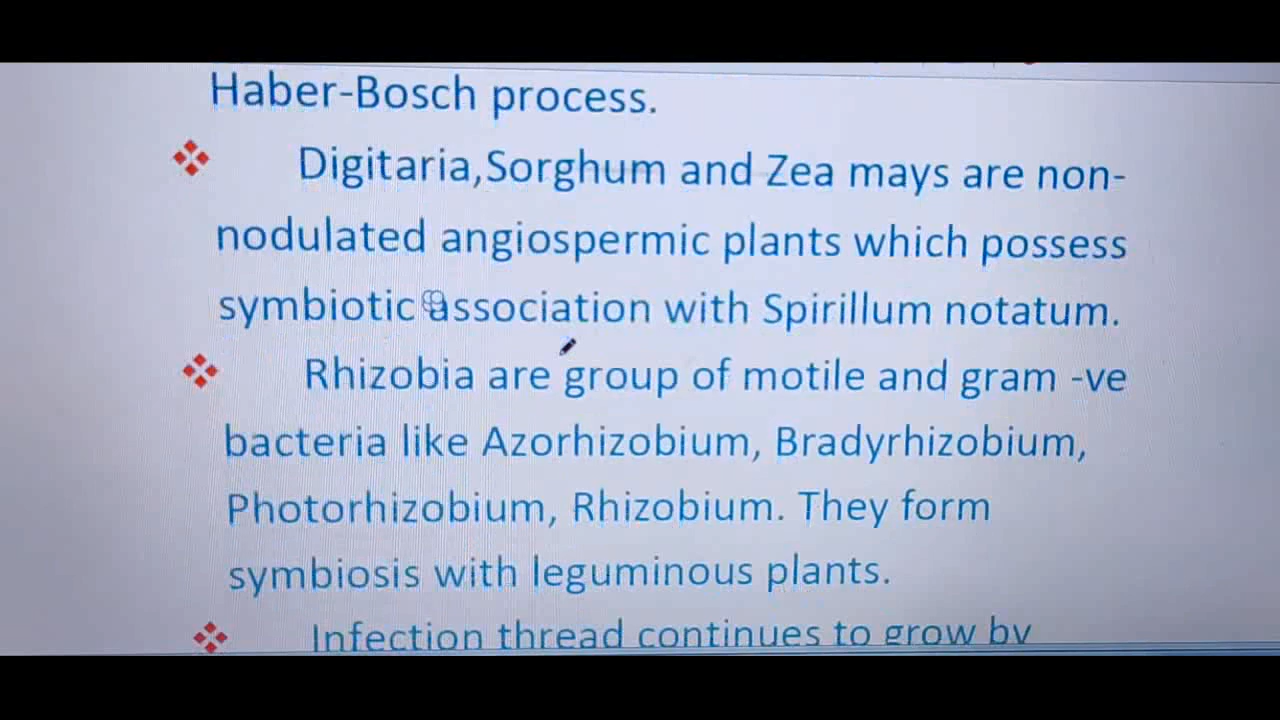 Haber-Bosch process.
Digitaria,Sorghum and Zea mays are non-
nodulated angiospermic plants which possess
symbiotic association with Spirillum notatum.
Rhizobia are group of motile and gram -ve
bacteria like Azorhizobium, Bradyrhizobium,
Photorhizobium, Rhizobium. They form
symbiosis with leguminous plants.
Infection thread continues to grow by